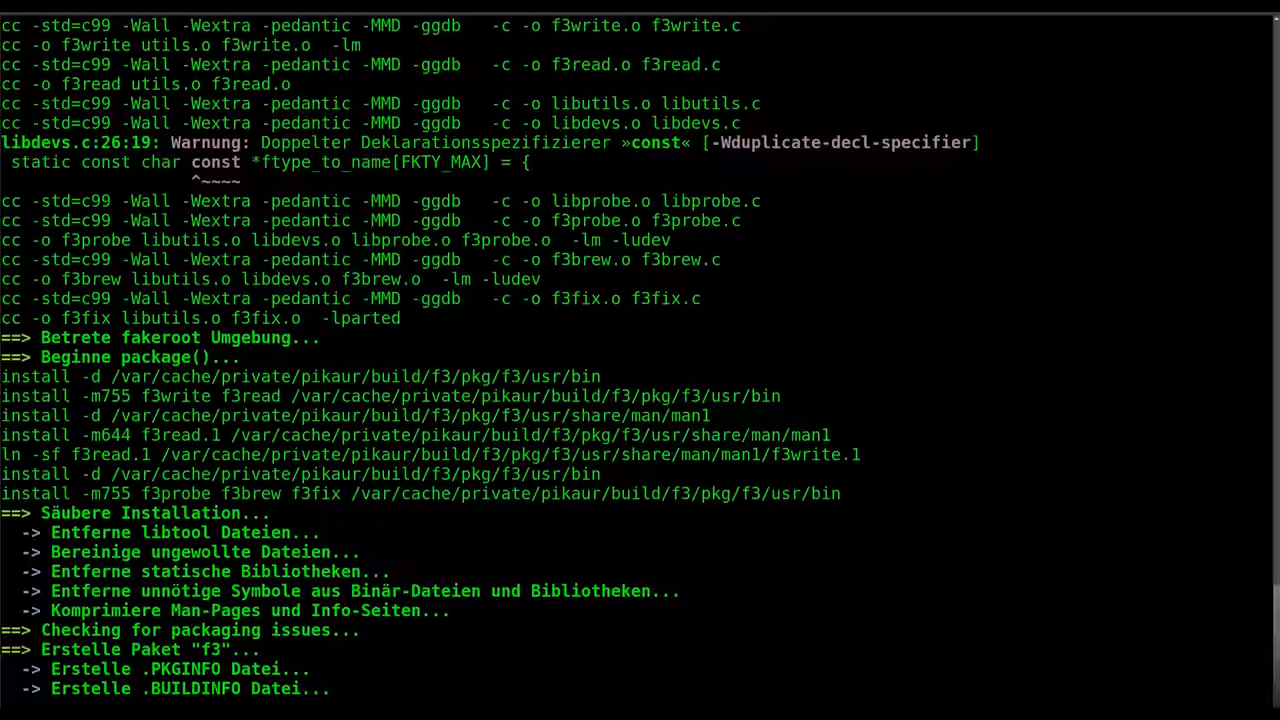 cc -std=c99 -Wall -Wextra -pedantic -MMD -ggdb   -c -o f3write.o f3write.c
cc -o f3write utils.o f3write.o  -lm
cc -std=c99 -Wall -Wextra -pedantic -MMD -ggdb   -c -o f3read.o f3read.c
cc -o f3read utils.o f3read.o
cc -std=c99 -Wall -Wextra -pedantic -MMD -ggdb   -c -o libutils.o libutils.c
cc -std=c99 -Wall -Wextra -pedantic -MMD -ggdb   -c -o libdevs.o libdevs.c
libdevs.c:26:19: Warnung: Doppelter Deklarationsspezifizierer »const« [-Wduplicate-decl-specifier]
 static const char const *ftype_to_name[FKTY_MAX] = {
                   ^~~~~
cc -std=c99 -Wall -Wextra -pedantic -MMD -ggdb   -c -o libprobe.o libprobe.c
cc -std=c99 -Wall -Wextra -pedantic -MMD -ggdb   -c -o f3probe.o f3probe.c
cc -o f3probe libutils.o libdevs.o libprobe.o f3probe.o  -lm -ludev
cc -std=c99 -Wall -Wextra -pedantic -MMD -ggdb   -c -o f3brew.o f3brew.c
cc -o f3brew libutils.o libdevs.o f3brew.o  -lm -ludev
cc -std=c99 -Wall -Wextra -pedantic -MMD -ggdb   -c -o f3fix.o f3fix.c
cc -o f3fix libutils.o f3fix.o  -lparted
==> Betrete fakeroot Umgebung...
==> Beginne package()...
install -d /var/cache/private/pikaur/build/f3/pkg/f3/usr/bin
install -m755 f3write f3read /var/cache/private/pikaur/build/f3/pkg/f3/usr/bin
install -d /var/cache/private/pikaur/build/f3/pkg/f3/usr/share/man/man1
install -m644 f3read.1 /var/cache/private/pikaur/build/f3/pkg/f3/usr/share/man/man1
ln -sf f3read.1 /var/cache/private/pikaur/build/f3/pkg/f3/usr/share/man/man1/f3write.1
install -d /var/cache/private/pikaur/build/f3/pkg/f3/usr/bin
install -m755 f3probe f3brew f3fix /var/cache/private/pikaur/build/f3/pkg/f3/usr/bin
==> Säubere Installation...
  -> Entferne libtool Dateien...
  -> Bereinige ungewollte Dateien...
  -> Entferne statische Bibliotheken...
  -> Entferne unnötige Symbole aus Binär-Dateien und Bibliotheken...
  -> Komprimiere Man-Pages und Info-Seiten...
==> Checking for packaging issues...
==> Erstelle Paket "f3"...
  -> Erstelle .PKGINFO Datei...
  -> Erstelle .BUILDINFO Datei...